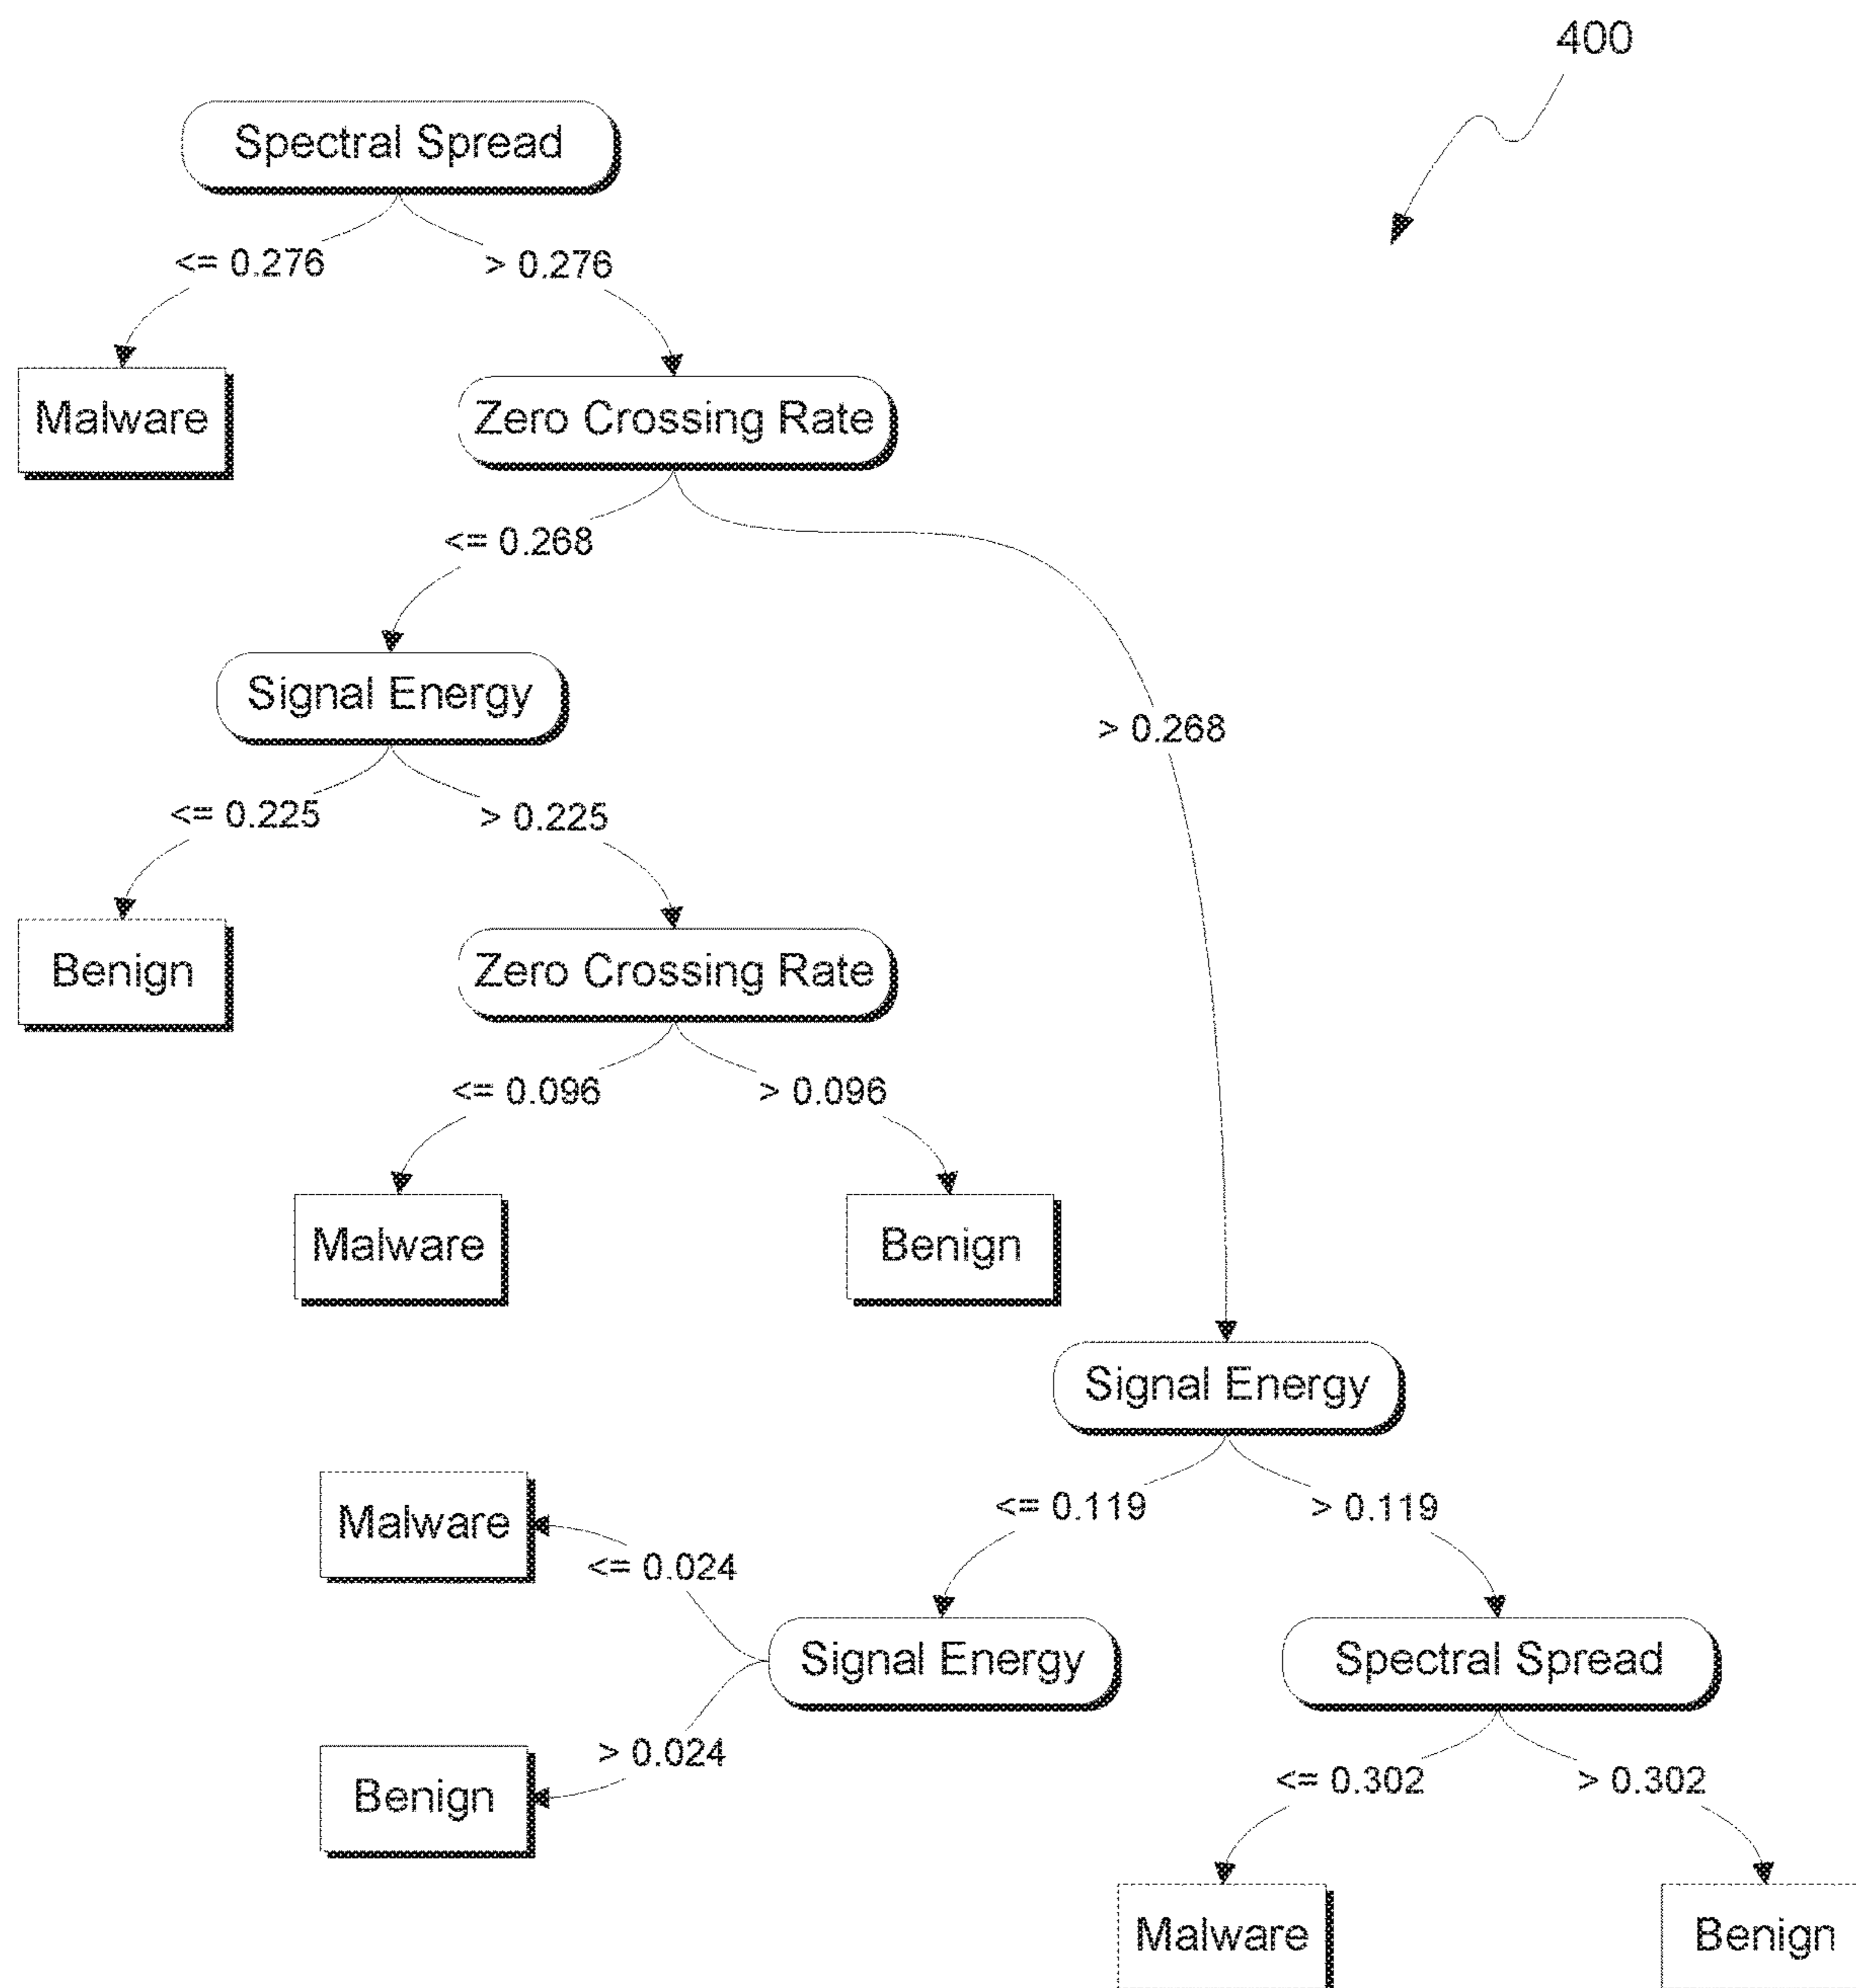 400
Spectral Spread
<= 0.276
> 0.276
Malware
Zero Crossing Rate
<= 0.268
Signal Energy
> 0.268
<= 0.225
> 0.225
Benign
Zero Crossing Rate
<= 0.096
> 0.096
Malware
Benign
Signal Energy
<= 0.119
> 0.119
Malware
<= 0.024
Signal Energy
Spectral Spread
> 0.024
Benign
<= 0.302
> 0.302
Malware
Benign